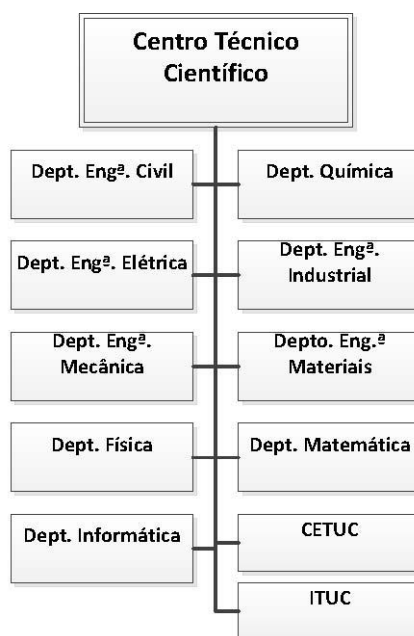 Centro Técnico
Científico
Dept. Engª. Civil
Dept. Química
Dept. Engª. Elétrica
Dept. Engª.
Industrial
Dept. Engª.
Mecânica
Depto. Eng.ª
Materiais
Dept. Física
Dept. Matemática
Dept. Informática
CETUC
ITUC